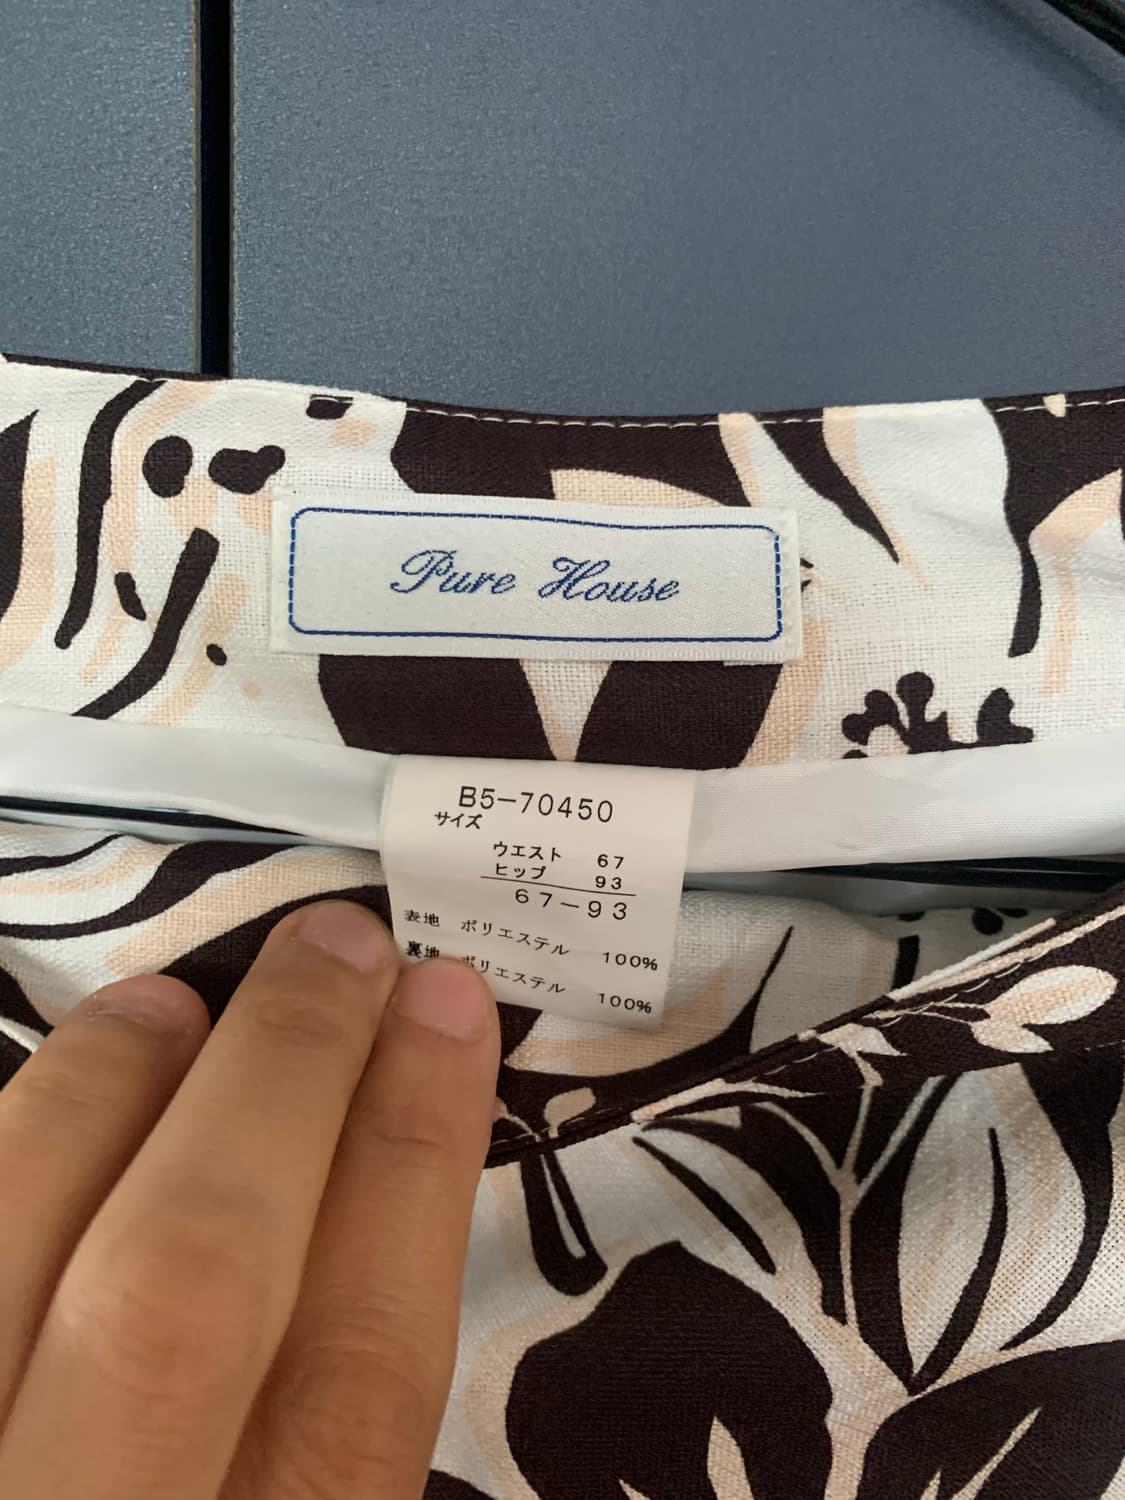 Pure House
B5-70450
サイズ
ウエスト 67
ヒップ 93
67-93
表地 ポリエステル 100%
裏地 ポリエステル 100%